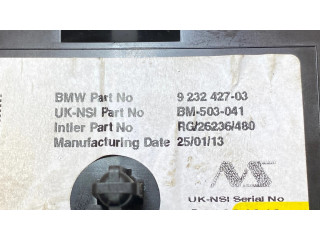 BMW Part No 9 232 427-03
UK-NSI Part No BM-503-041
Intier Part No RG/26236/480
Manufacturing Date 25/01/13
UK-NSI Serial No